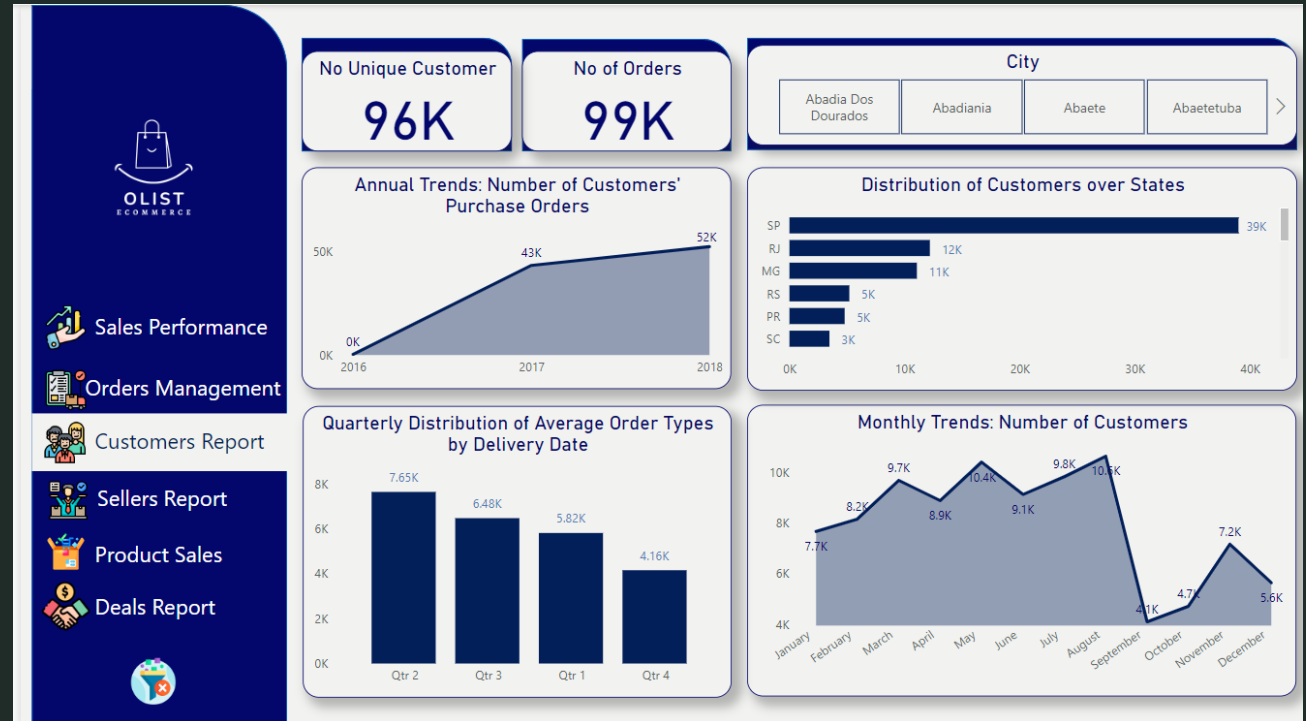 OLIST
ECOMMERCE
Sales Performance
Orders Management
Customers Report
Sellers Report
Product Sales
Deals Report
No Unique Customer
96K
No of Orders
99K
City
Abadia Dos
Dourados
Abadiania
Abaete
Abaetetuba
Annual Trends: Number of Customers'
Purchase Orders
50K
0K
0K
43K
52K
2016 2017 2018
Distribution of Customers over States
SP 39K
RJ 12K
MG 11K
RS 5K
PR 5K
SC 3K
0K 10K 20K 30K 40K
Quarterly Distribution of Average Order Types
by Delivery Date
8K
6K
4K
2K
0K
7.65K
6.48K
5.82K
4.16K
Qtr 2 Qtr 3 Qtr 1 Qtr 4
Monthly Trends: Number of Customers
10K
8K
6K
4K
7.7K
8.2K
9.7K
8.9K
10.4K
9.1K
9.8K
4.7K
7.2K
5.6K
January February March April May June July August September October November December